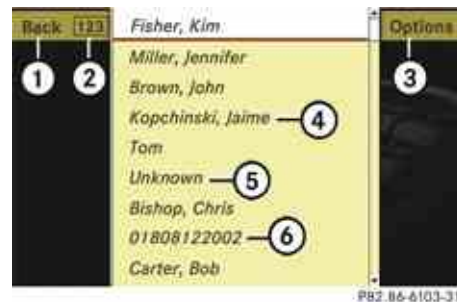 Back 123 Fisher, Kim Options
Miller, Jennifer
1 2 Brown, John 3
Kopchinski, Jaime 4
Tom
Unknown 5
Bishop, Chris
01808122002 6
Carter, Bob
P82.86-6103-31